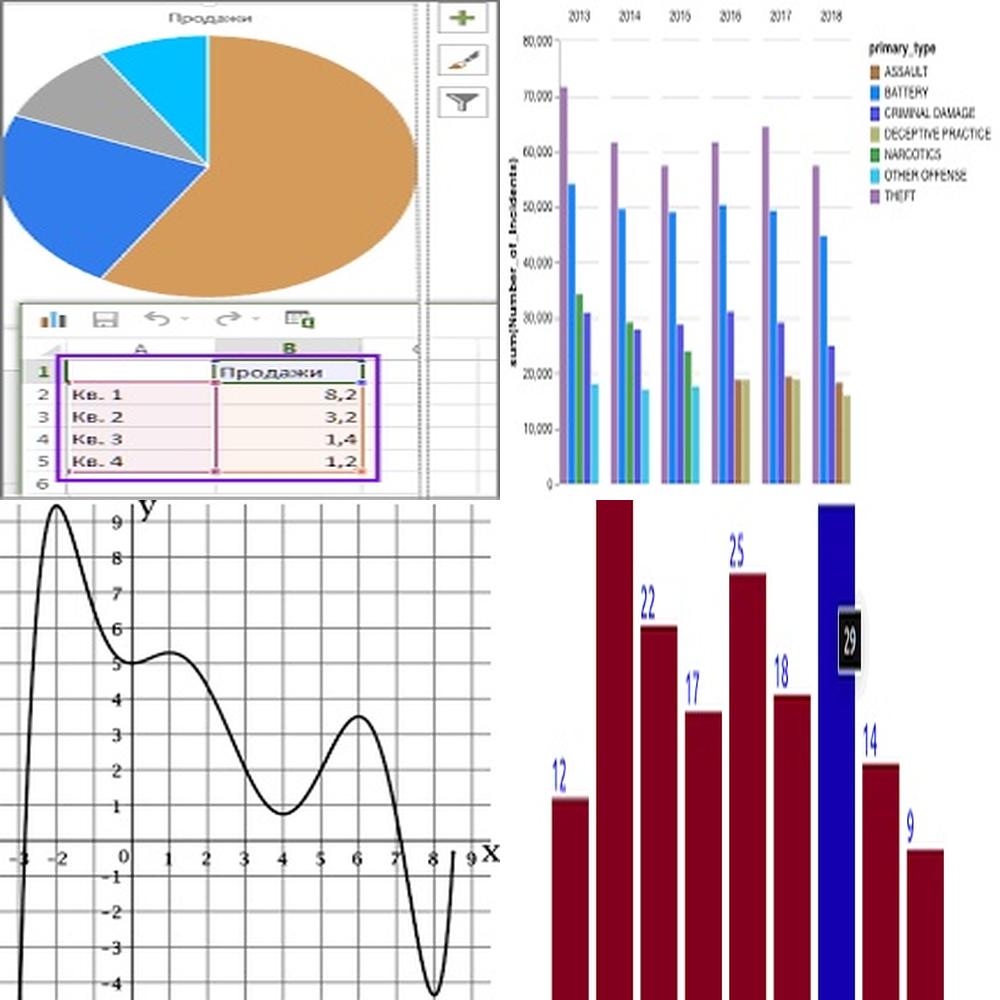 Продажи
A B
1 Продажи
2 Кв. 1 8,2
3 Кв. 2 3,2
4 Кв. 3 1,4
5 Кв. 4 1,2
6
2013 2014 2015 2016 2017 2018
80,000
70,000
60,000
50,000
40,000
30,000
20,000
10,000
0
sum(Number_of_Incidents)
primary_type
ASSAULT
BATTERY
CRIMINAL DAMAGE
DECEPTIVE PRACTICE
NARCOTICS
OTHER OFFENSE
THEFT
y
9
8
7
6
5
4
3
2
1
-3 -2 0 1 2 3 4 5 6 7 8 9 x
-1
-2
-3
-4
12
22
17
25
18
29
14
9